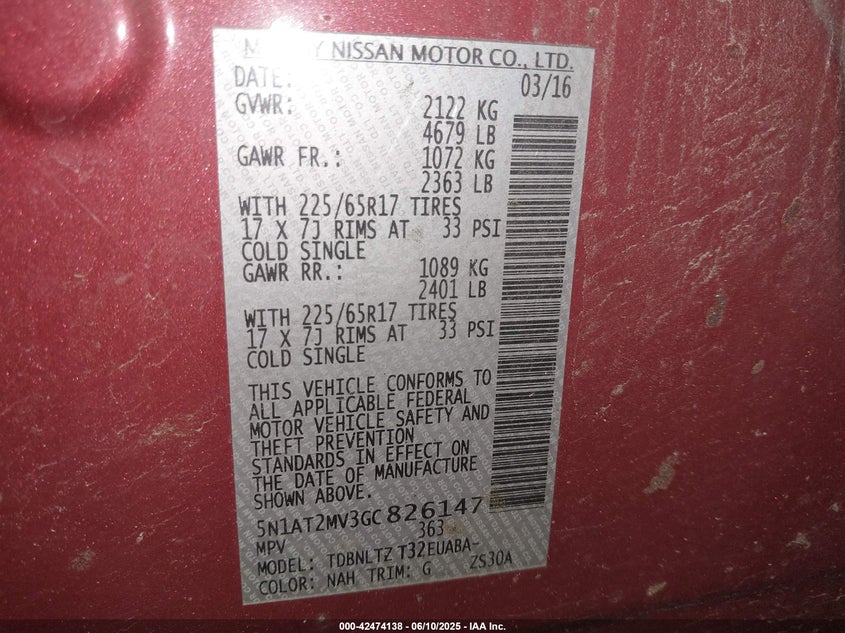 NISSAN MOTOR CO., LTD.
DATE: 03/16
GVWR: 2122 KG
4679 LB
GAWR FR.: 1072 KG
2363 LB
WITH 225/65R17 TIRES
17 X 7J RIMS AT 33 PSI
COLD SINGLE
GAWR RR.: 1089 KG
2401 LB
WITH 225/65R17 TIRES
17 X 7J RIMS AT 33 PSI
COLD SINGLE
THIS VEHICLE CONFORMS TO
ALL APPLICABLE FEDERAL
MOTOR VEHICLE SAFETY AND
THEFT PREVENTION
STANDARDS IN EFFECT ON
THE DATE OF MANUFACTURE
SHOWN ABOVE.
5N1AT2MV3GC826147
MPV 363
MODEL: TDBNLTZ T32EUABA-
COLOR: NAH TRIM: G ZS30A
000-42474138 - 06/10/2025 - IAA Inc.